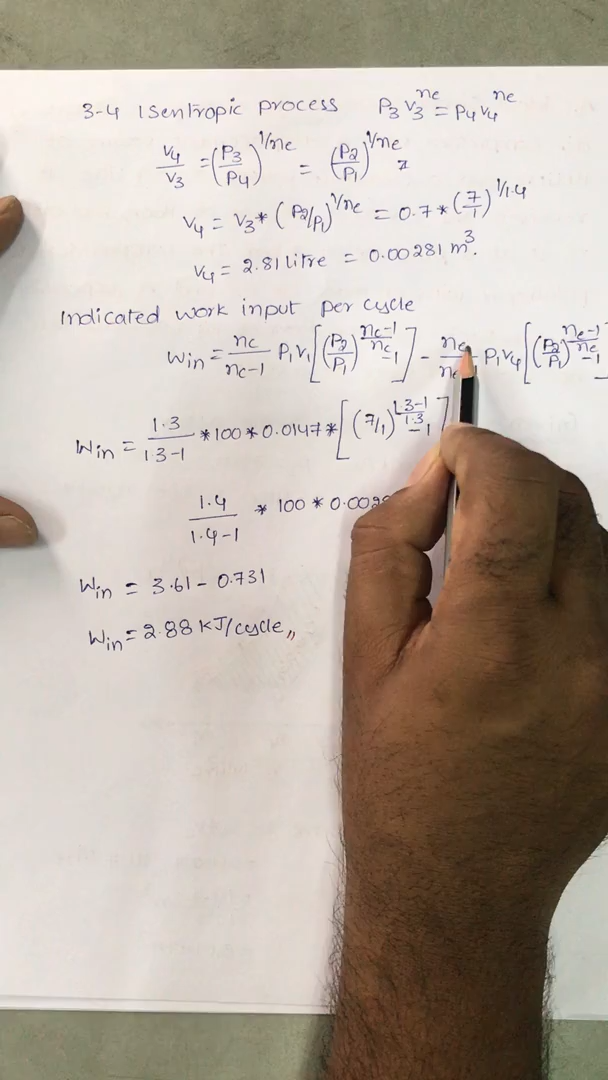 3-4 Isentropic process P3 V3^ne = P4 V4^ne
V4/V3 = (P3/P4)^1/ne = (P2/P1)^1/ne
V4 = V3 * (P2/P1)^1/ne = 0.7 * (7/1)^1/1.4
V4 = 2.81 litre = 0.00281 m^3.
Indicated work input per cycle
Win = nc/nc-1 P1V1 [(P2/P1)^nc-1/nc -1] - ne P1V4 [(P2/P1)^ne-1/ne -1
Win = 1.3/1.3-1 * 100 * 0.0147 * [(7/1)^1.3-1/1.3 -1]
1.4/1.4-1 * 100 * 0.002
Win = 3.61 - 0.731
Win = 2.88 KJ/cycle,,